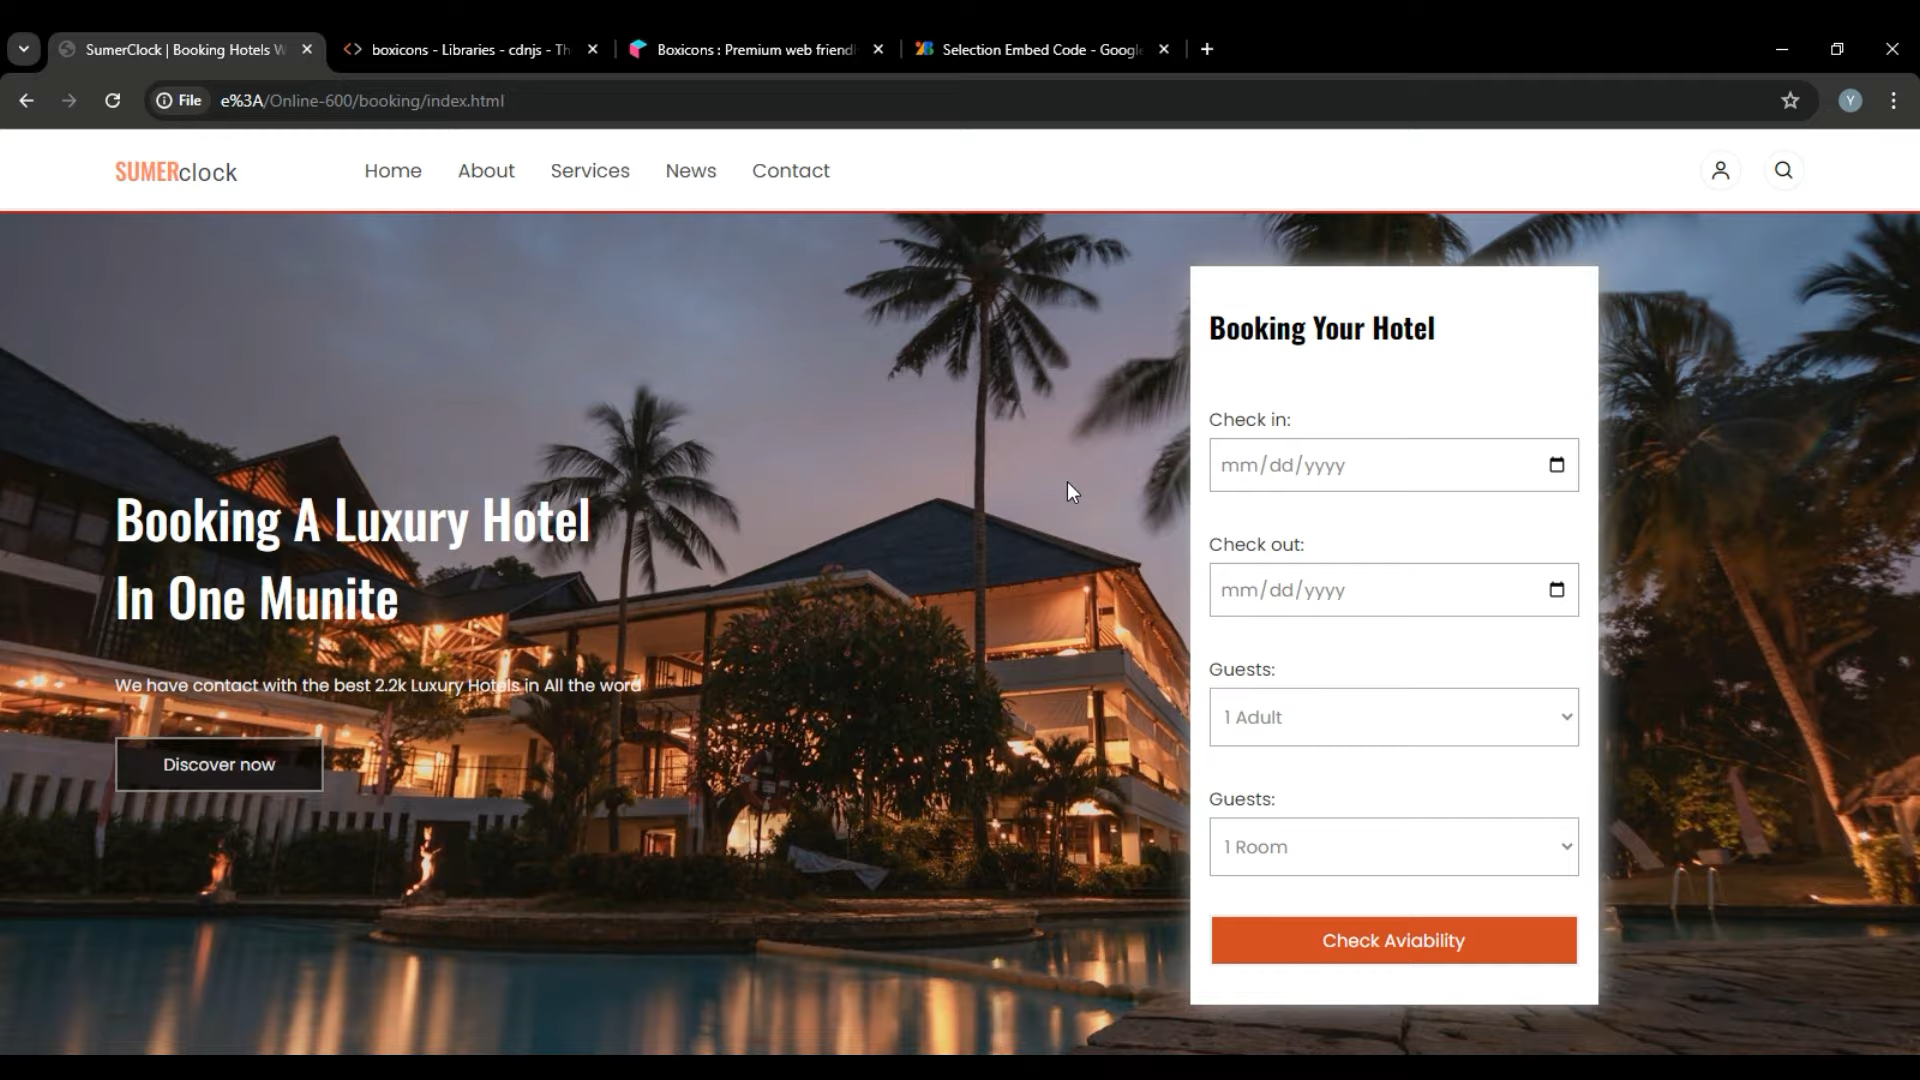 SumerClock | Booking Hotels W
boxicons - Libraries - cdnjs - Th
Boxicons : Premium web friendl
Selection Embed Code - Google
File e%3A/Online-600/booking/index.html
Y
SUMERclock
Home
About
Services
News
Contact
Booking A Luxury Hotel
In One Munite
We have contact with the best 2.2k Luxury Hotels in All the word
Discover now
Booking Your Hotel
Check in:
mm/dd/yyyy
Check out:
mm/dd/yyyy
Guests:
1 Adult
Guests:
1 Room
Check Aviability